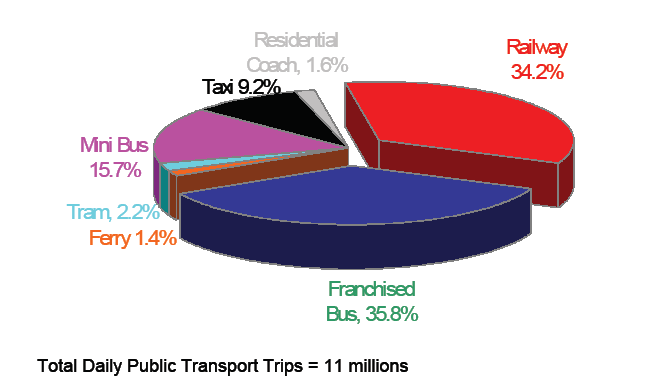 Residential
Coach, 1.6%
Railway
34.2%
Taxi 9.2%
Mini Bus
15.7%
Tram, 2.2%
Ferry 1.4%
Franchised
Bus, 35.8%
Total Daily Public Transport Trips = 11 millions